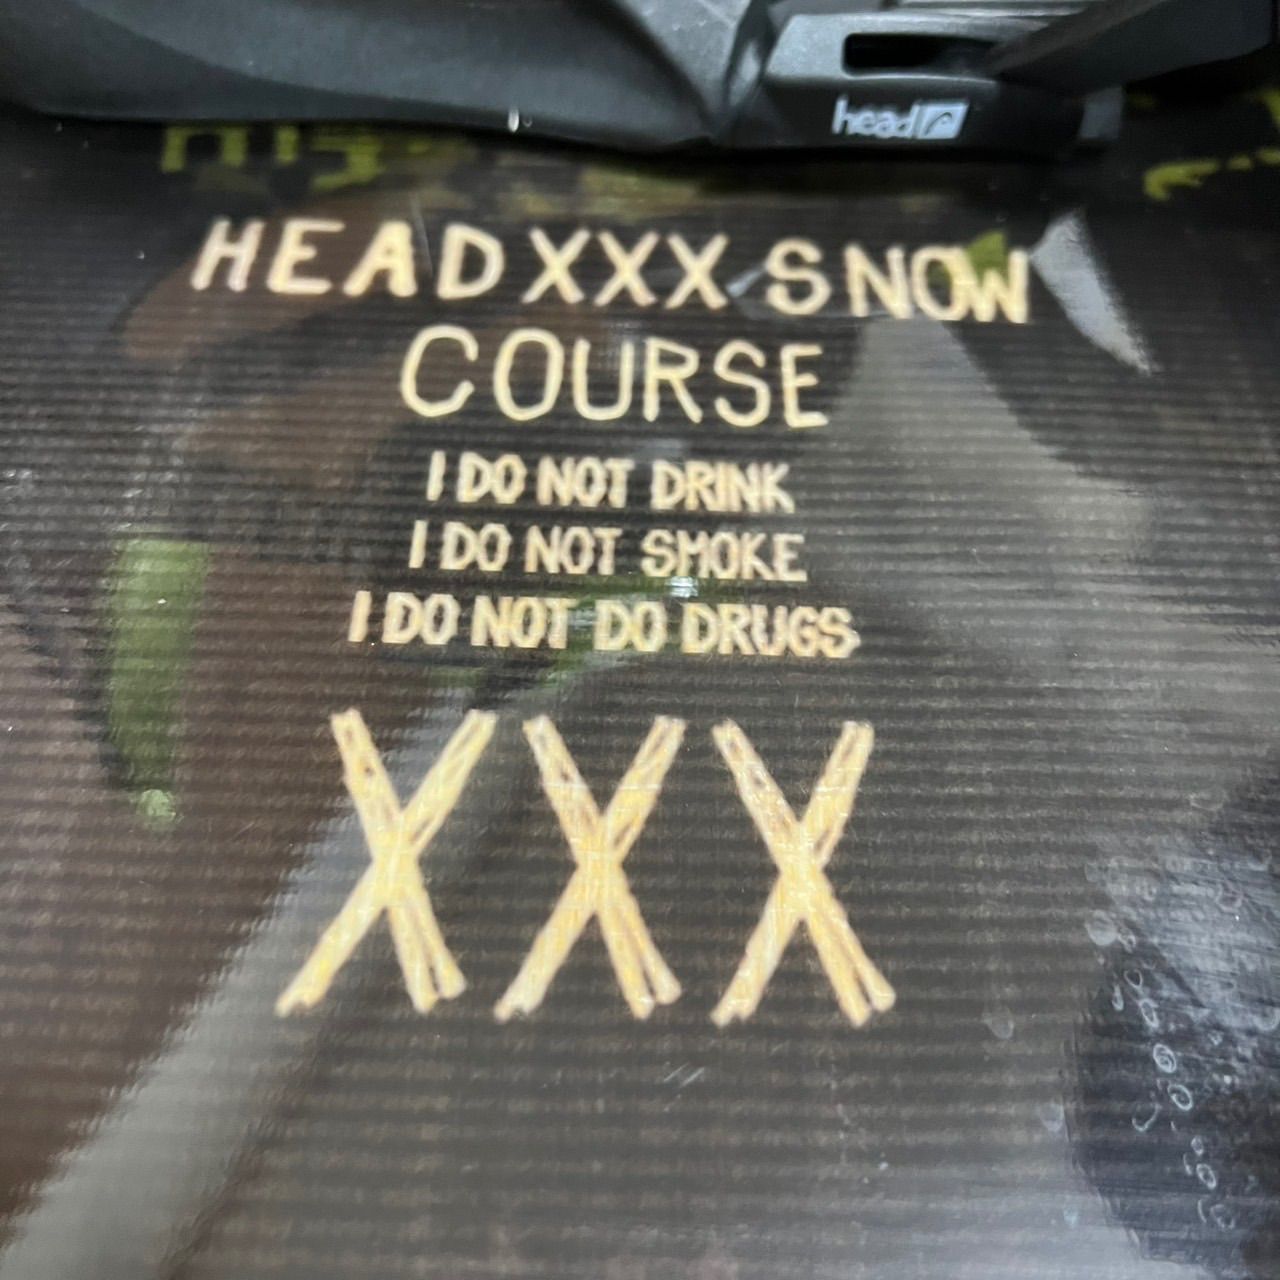 head
HEAD XXX SNOW
COURSE
I DO NOT DRINK
I DO NOT SMOKE
I DO NOT DO DRUGS
XXX